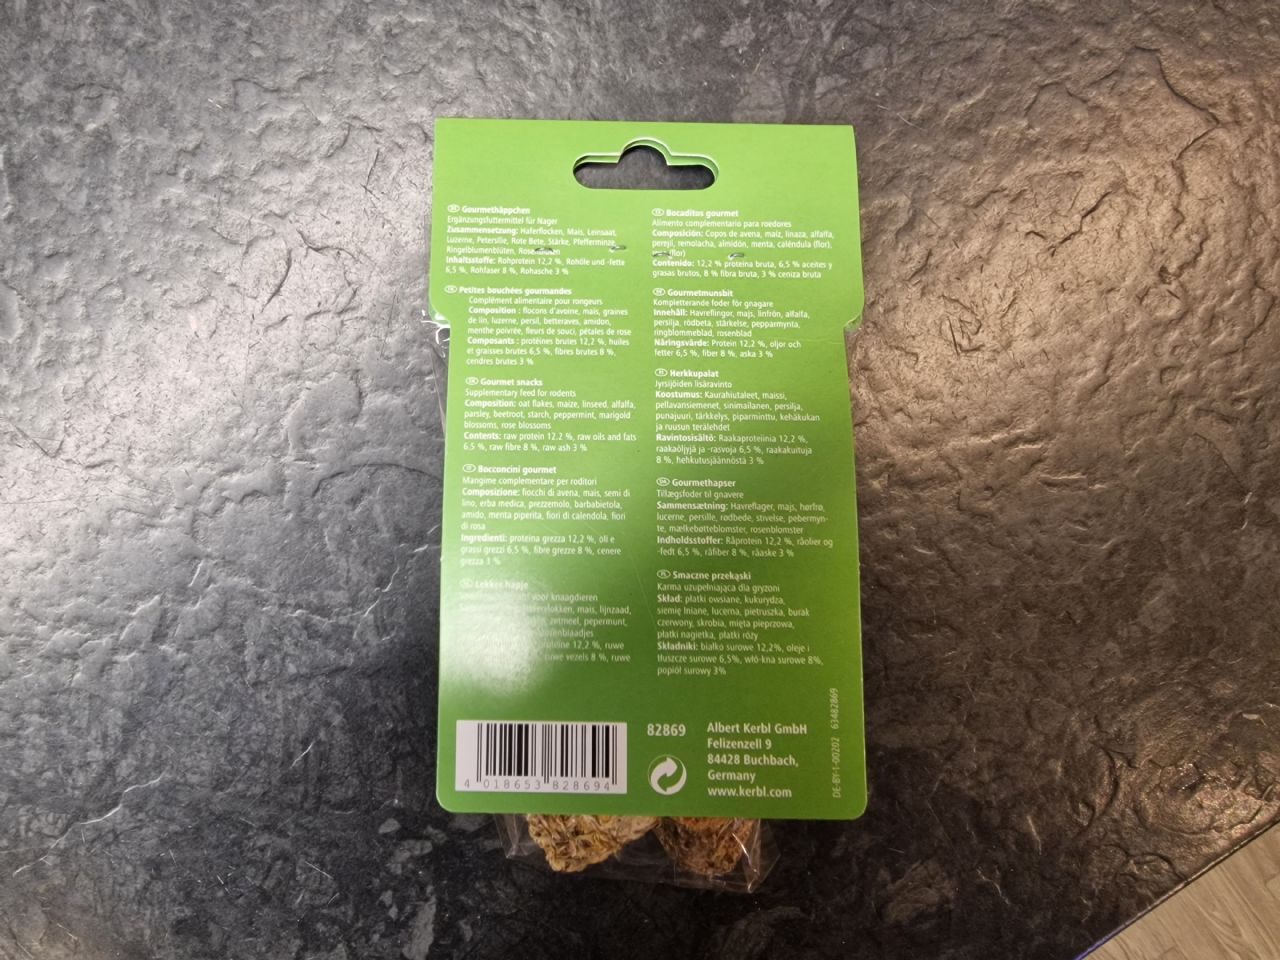 DE Gourmethäppchen
Ergänzungsfuttermittel für Nager
Zusammensetzung: Haferflocken, Mais, Leinsaat,
Luzerne, Petersilie, Rote Bete, Stärke, Pfefferminze,
Ringelblumenblüten,
Inhaltsstoffe: Rohprotein 12,2 %, Rohöle und -fette
6,5 %, Rohfaser 8 %, Rohasche 3 %
FR Petites bouchées gourmandes
Complément alimentaire pour rongeurs
Composition : flocons d'avoine, maïs, graines
de lin, luzerne, persil, betteraves, amidon,
menthe poivrée, fleurs de souci, pétales de rose
Composants : protéines brutes 12,2 %, huiles
et graisses brutes 6,5 %, fibres brutes 8 %,
cendres brutes 3 %
Gourmet snacks
Supplementary feed for rodents
Composition: oat flakes, maize, linseed, alfalfa,
parsley, beetroot, starch, peppermint, marigold
blossoms, rose blossoms
Contents: raw protein 12,2 %, raw oils and fats
6,5 %, raw fibre 8 %, raw ash 3 %
IT Bocconcini gourmet
Mangime complementare per roditori
Composizione: fiocchi di avena, mais, semi di
lino, erba medica, prezzemolo, barbabietola,
amido, menta piperita, fiori di calendola, fiori
di rosa
Ingredienti: proteina grezza 12,2 %, oli e
grassi grezzi 6,5 %, fibre grezze 8 %, cenere
grezza 3 %
NL Lekker hapje
voor knaagdieren
mais, lijnzaad,
zetmeel, pepermunt,
12,2 %, ruwe
ruwe vezels 8 %, ruwe
4 018653 828694
ES Bocaditos gourmet
Alimento complementario para roedores
Composición: Copos de avena, maíz, linaza, alfalfa,
perejil, remolacha, almidón, menta, caléndula (flor),
(flor)
Contenido: 12,2 % proteina bruta, 6,5 % aceites y
grasas brutos, 8 % fibra bruta, 3 % ceniza bruta
Gourmetmunsbit
Kompletterande foder för gnagare
Innehåll: Havreflingor, majs, linfrön, alfalfa,
persilja, rödbeta, stärkelse, pepparmynta,
ringblommeblad, rosenblad
Näringsvärde: Protein 12,2 %, oljor och
fetter 6,5 %, fiber 8 %, aska 3 %
FI Herkkupalat
Jyrsijöiden lisäravinto
Koostumus: Kaurahiutaleet, maissi,
pellavansiemenet, sinimailanen, persilja,
punajuuri, tärkkelys, piparminttu, kehäkukan
ja ruusun terälehdet
Ravintosisältö: Raakaproteiinia 12,2 %,
raakaöljyjä ja -rasvoja 6,5 %, raakakuituja
8 %, hehkutusjäännöstä 3 %
Gourmethapser
Tillægsfoder til gnavere
Sammensætning: Havreflager, majs, hørfrø,
lucerne, persille, rødbede, stivelse, pebermyn-
te, mælkebøtteblomster, rosenblomster
Indholdsstoffer: Råprotein 12,2 %, råolier og
-fedt 6,5 %, råfiber 8 %, råaske 3 %
PL Smaczne przekąski
Karma uzupełniająca dla gryzoni
Skład: płatki owsiane, kukurydza,
siemię lniane, lucerna, pietruszka, burak
czerwony, skrobia, mięta pieprzowa,
płatki nagietka, płatki róży
Składniki: białko surowe 12,2%, oleje i
tłuszcze surowe 6,5%, włó-kna surowe 8%,
popiół surowy 3%
82869
Albert Kerbl GmbH
Felizenzell 9
84428 Buchbach,
Germany
www.kerbl.com
DE-BY-1-00202 63482869